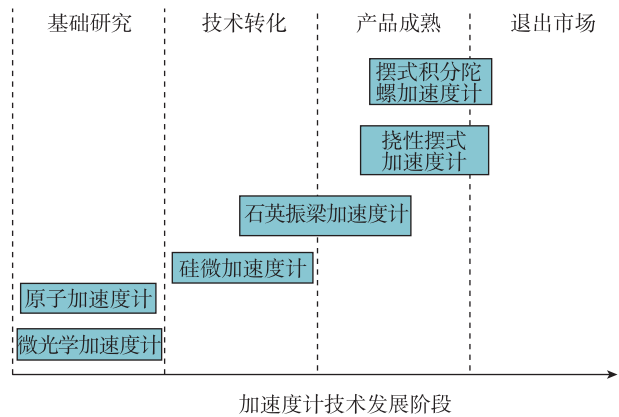 基础研究 技术转化 产品成熟 退出市场
摆式积分陀
螺加速度计
挠性摆式
加速度计
石英振梁加速度计
硅微加速度计
原子加速度计
微光学加速度计
加速度计技术发展阶段